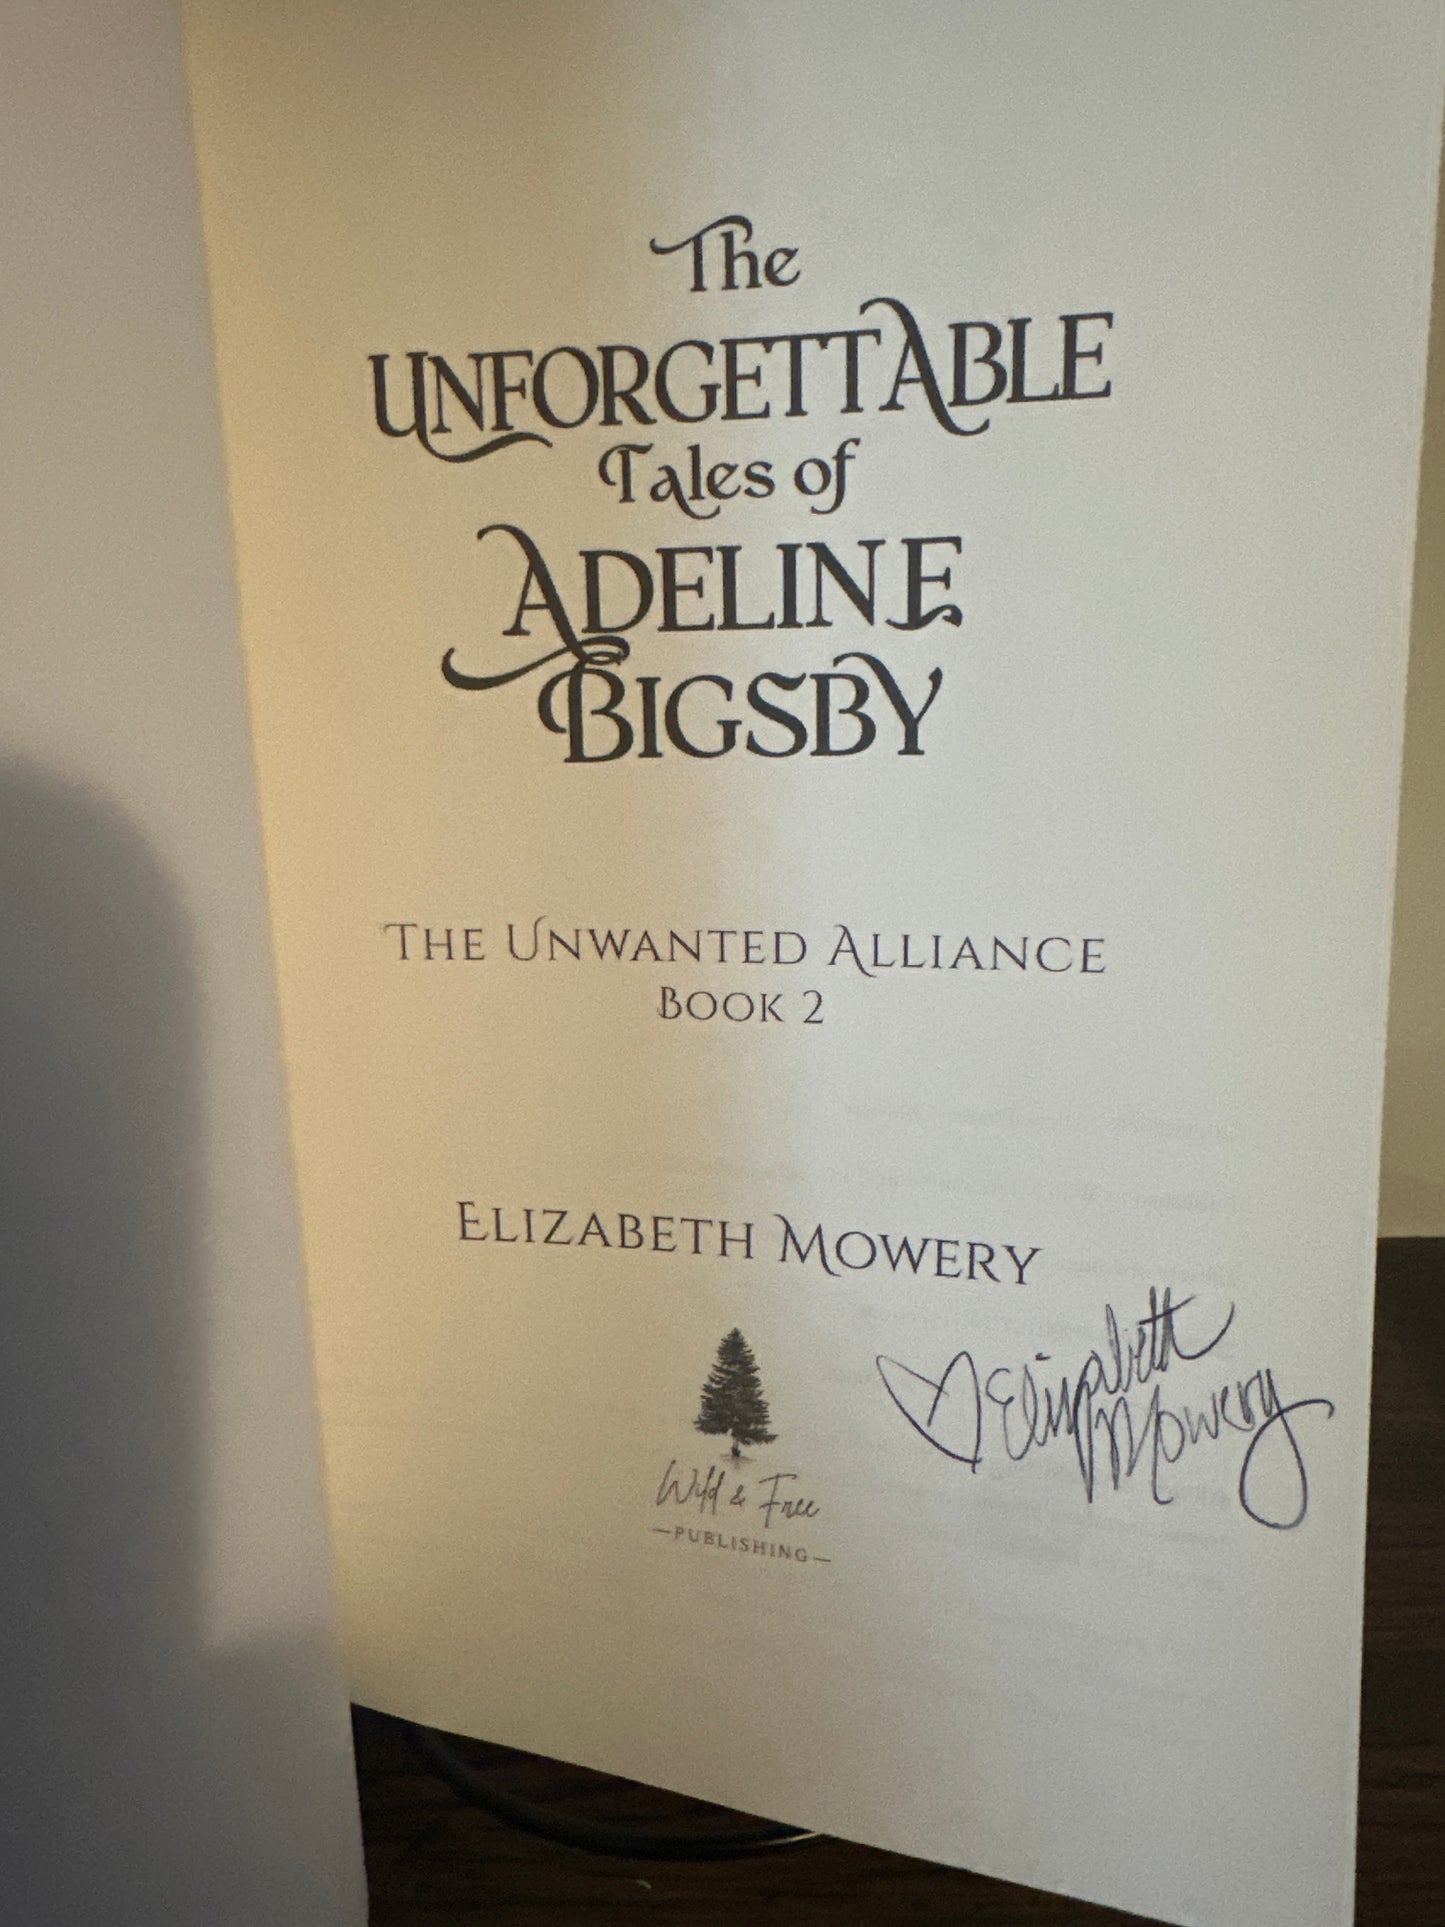 The
UNFORGETTABLE
Tales of
ADELINE
BIGSBY
THE UNWANTED ALLIANCE
BOOK 2
ELIZABETH MOWERY
Elizabeth
Mowery
Wild & Free
—PUBLISHING—